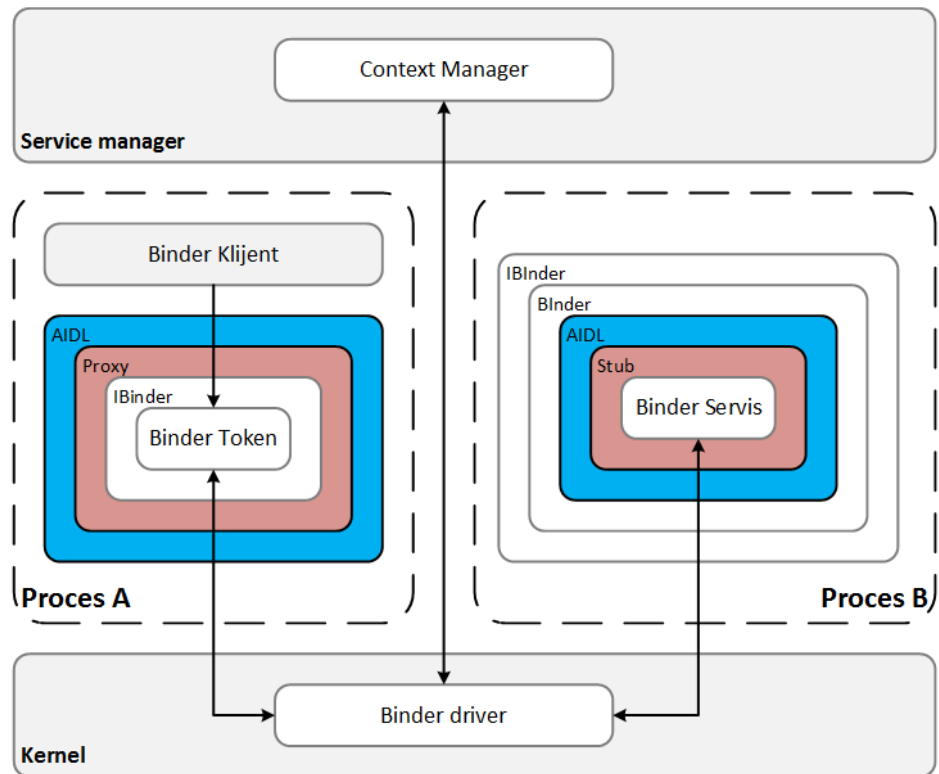 Context Manager
Service manager
Binder Klijent
AIDL
Proxy
IBinder
Binder Token
Proces A
IBInder
BInder
AIDL
Stub
Binder Servis
Proces B
Binder driver
Kernel